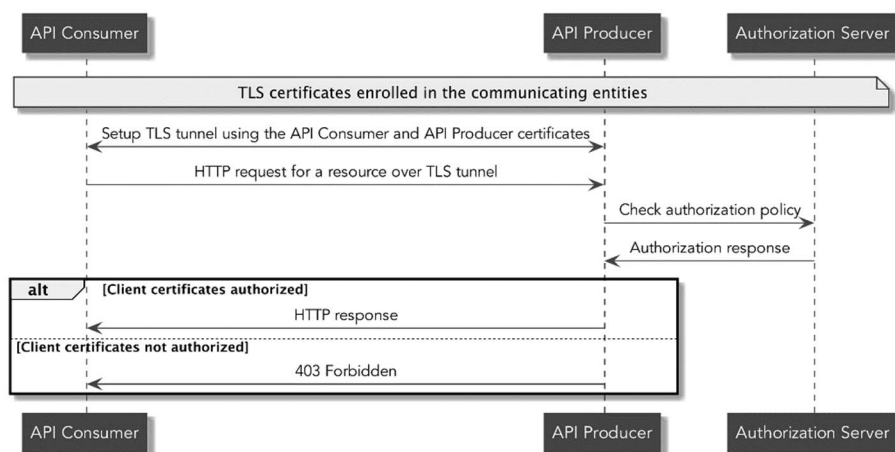 API Consumer
API Producer
Authorization Server
TLS certificates enrolled in the communicating entities
Setup TLS tunnel using the API Consumer and API Producer certificates
HTTP request for a resource over TLS tunnel
Check authorization policy
Authorization response
alt
[Client certificates authorized]
HTTP response
[Client certificates not authorized]
403 Forbidden
API Consumer
API Producer
Authorization Server